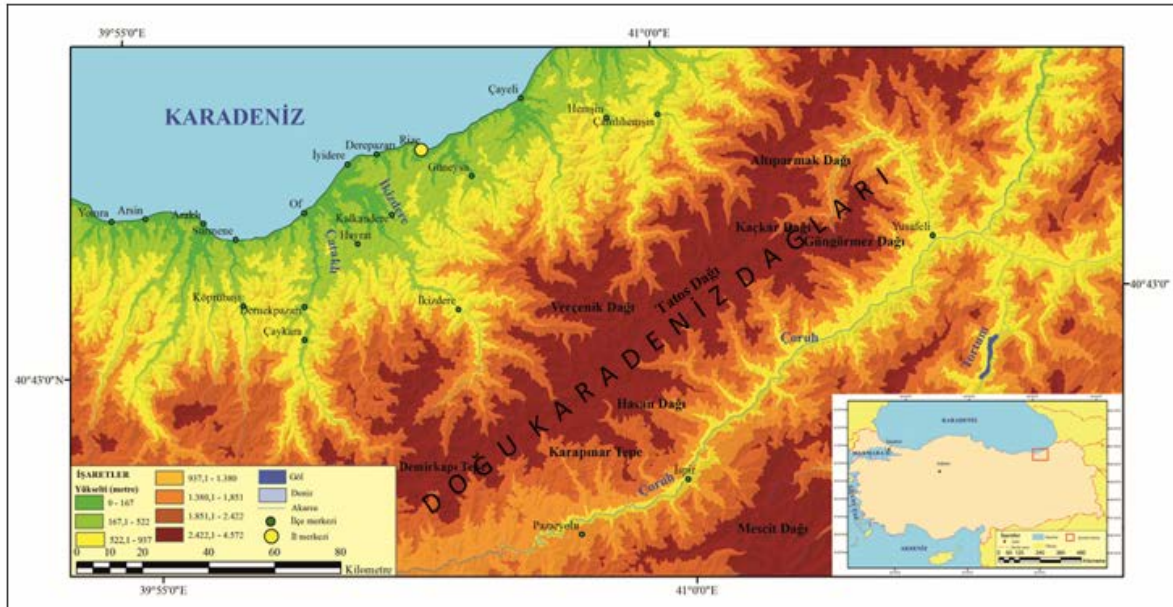 39°55'0"E
41°0'0"E
KARADENİZ
Çayeli
Hemşin
Çamlıhemşin
Rize
Derepazarı
İyidere
Güneysu
Altıparmak Dağı
İkizdere
Of
Kalkandere
Yomra
Arsin
Araklı
Sürmene
Hayrat
Çataklı
Kaçkar Dağı
Güngörmez Dağı
Yusufeli
Tatos Dağı
40°43'0"N
Köprübaşı
Dernekpazarı
İkizdere
Verçenik Dağı
Çaykara
Çoruh
Tortum
DOĞU KARADENİZ DAĞLARI
40°43'0"N
Hasan Dağı
Karapınar Tepe
Demirkapı Tepe
İspir
Çoruh
Pazaryolu
Mescit Dağı
İŞARETLER
Yükselti (metre)
0 - 167
167,1 - 522
522,1 - 937
937,1 - 1.380
1.380,1 - 1,851
1.851,1 - 2.422
2.422,1 - 4.572
Göl
Deniz
Akarsu
İlçe merkezi
İl merkezi
0 10 20 40 60 80
Kilometre
KARADENİZ
MARMARA
AKDENİZ
39°55'0"E
41°0'0"E